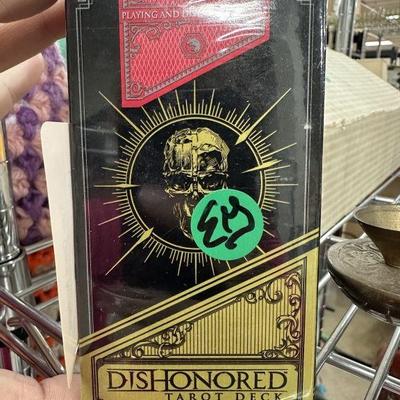 PLAYING AND
DISHONORED
TAROT DECK